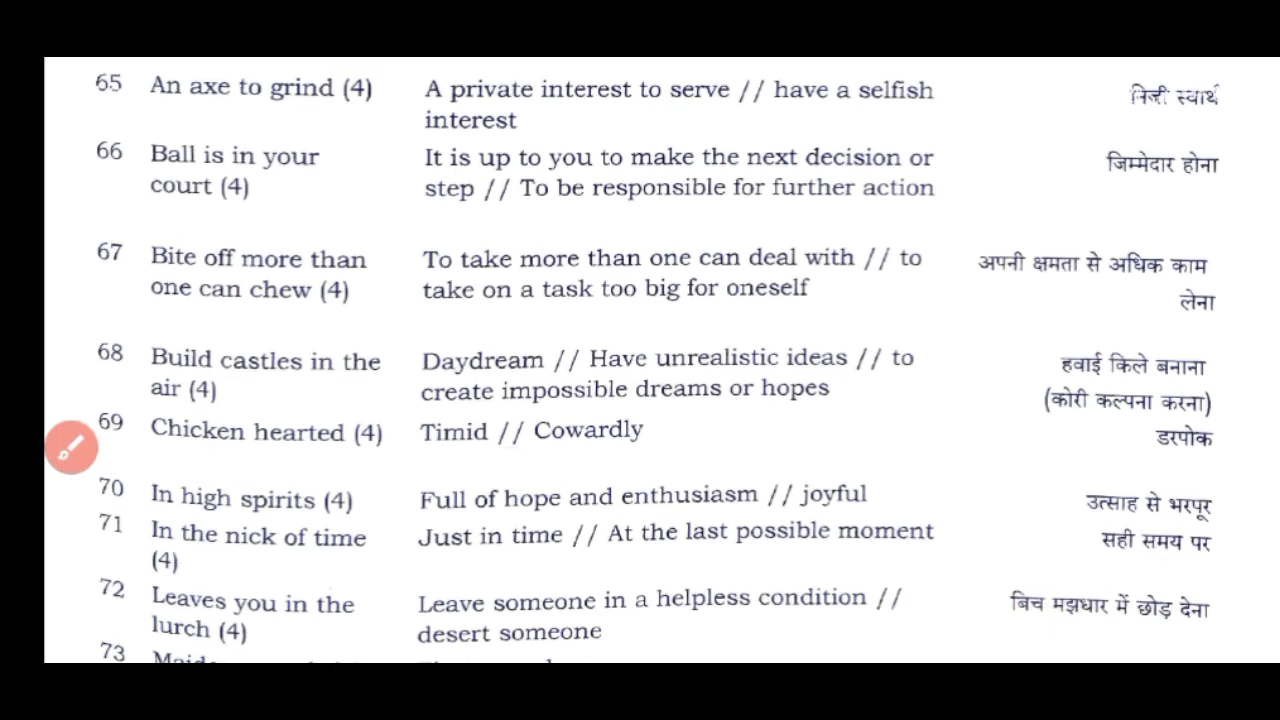 65 An axe to grind (4) A private interest to serve // have a selfish निजी स्वार्थ
interest
66 Ball is in your It is up to you to make the next decision or जिम्मेदार होना
court (4) step // To be responsible for further action
67 Bite off more than To take more than one can deal with // to अपनी क्षमता से अधिक काम
one can chew (4) take on a task too big for oneself लेना
68 Build castles in the Daydream // Have unrealistic ideas // to हवाई किले बनाना
air (4) create impossible dreams or hopes (कोरी कल्पना करना)
69 Chicken hearted (4) Timid // Cowardly डरपोक
70 In high spirits (4) Full of hope and enthusiasm // joyful उत्साह से भरपूर
71 In the nick of time Just in time // At the last possible moment सही समय पर
(4)
72 Leaves you in the Leave someone in a helpless condition // बिच मझधार में छोड़ देना
lurch (4) desert someone
73